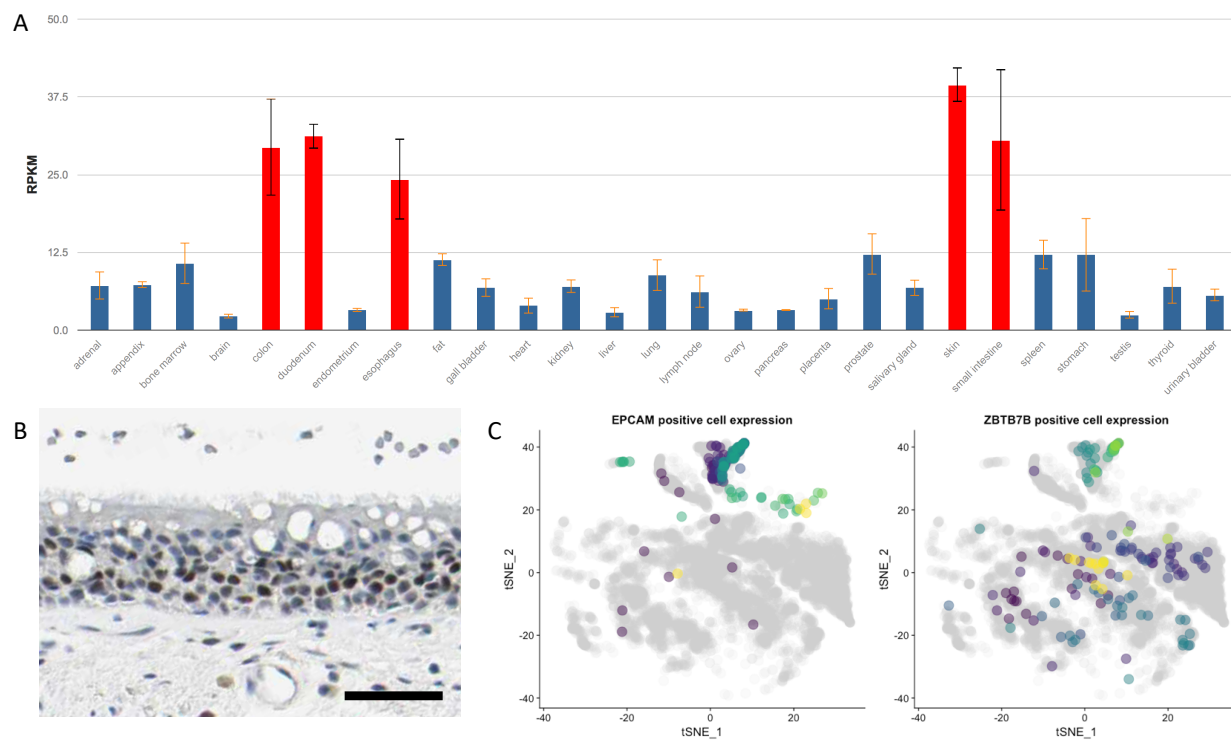 A
50.0
37.5
25.0
12.5
0.0
RPKM
adrenal
appendix
bone marrow
brain
colon
duodenum
endometrium
esophagus
fat
gall bladder
heart
kidney
liver
lung
lymph node
ovary
pancreas
placenta
prostate
salivary gland
skin
small intestine
spleen
stomach
testis
thyroid
urinary bladder
B
C
EPCAM positive cell expression
40
20
0
-20
-40
tSNE_2
-40
-20
0
20
tSNE_1
ZBTB7B positive cell expression
40
20
0
-20
-40
tSNE_2
-40
-20
0
20
tSNE_1